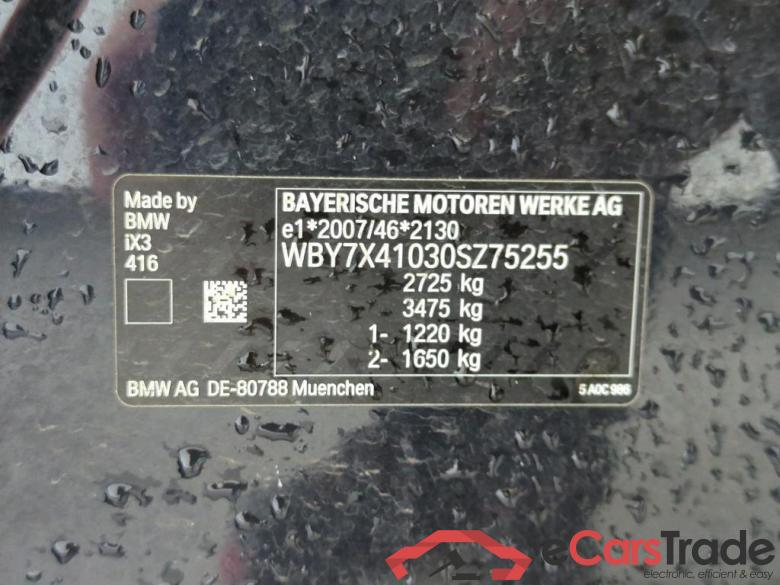 Made by
BMW
iX3
416
BAYERISCHE MOTOREN WERKE AG
e1*2007/46*2130
WBY7X41030SZ75255
2725 kg
3475 kg
1- 1220 kg
2- 1650 kg
BMW AG DE-80788 Muenchen
5 A0C 986
eCarsTrade
electronic, efficient & easy